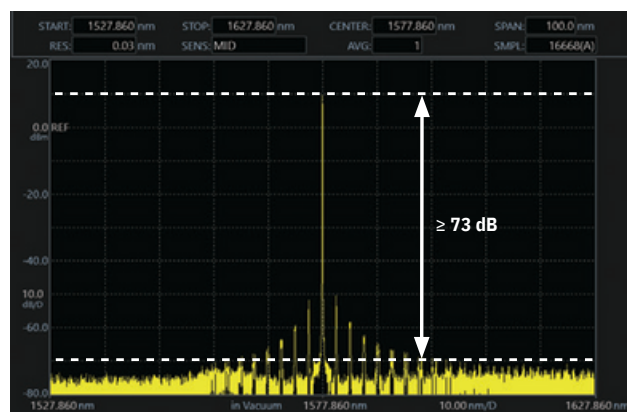 START: 1527.860 nm STOP: 1627.860 nm CENTER: 1577.860 nm SPAN: 100.0 nm
RES: 0.03 nm SENS: MID AVG: 1 SMPL: 16668(A)
20.0
0.0 REF
dBm
-20.0
≥ 73 dB
-40.0
10.0
dB/D
-60.0
-80.0
1527.860 nm in Vacuum 1577.860 nm 10.00 nm/D 1627.860 nm